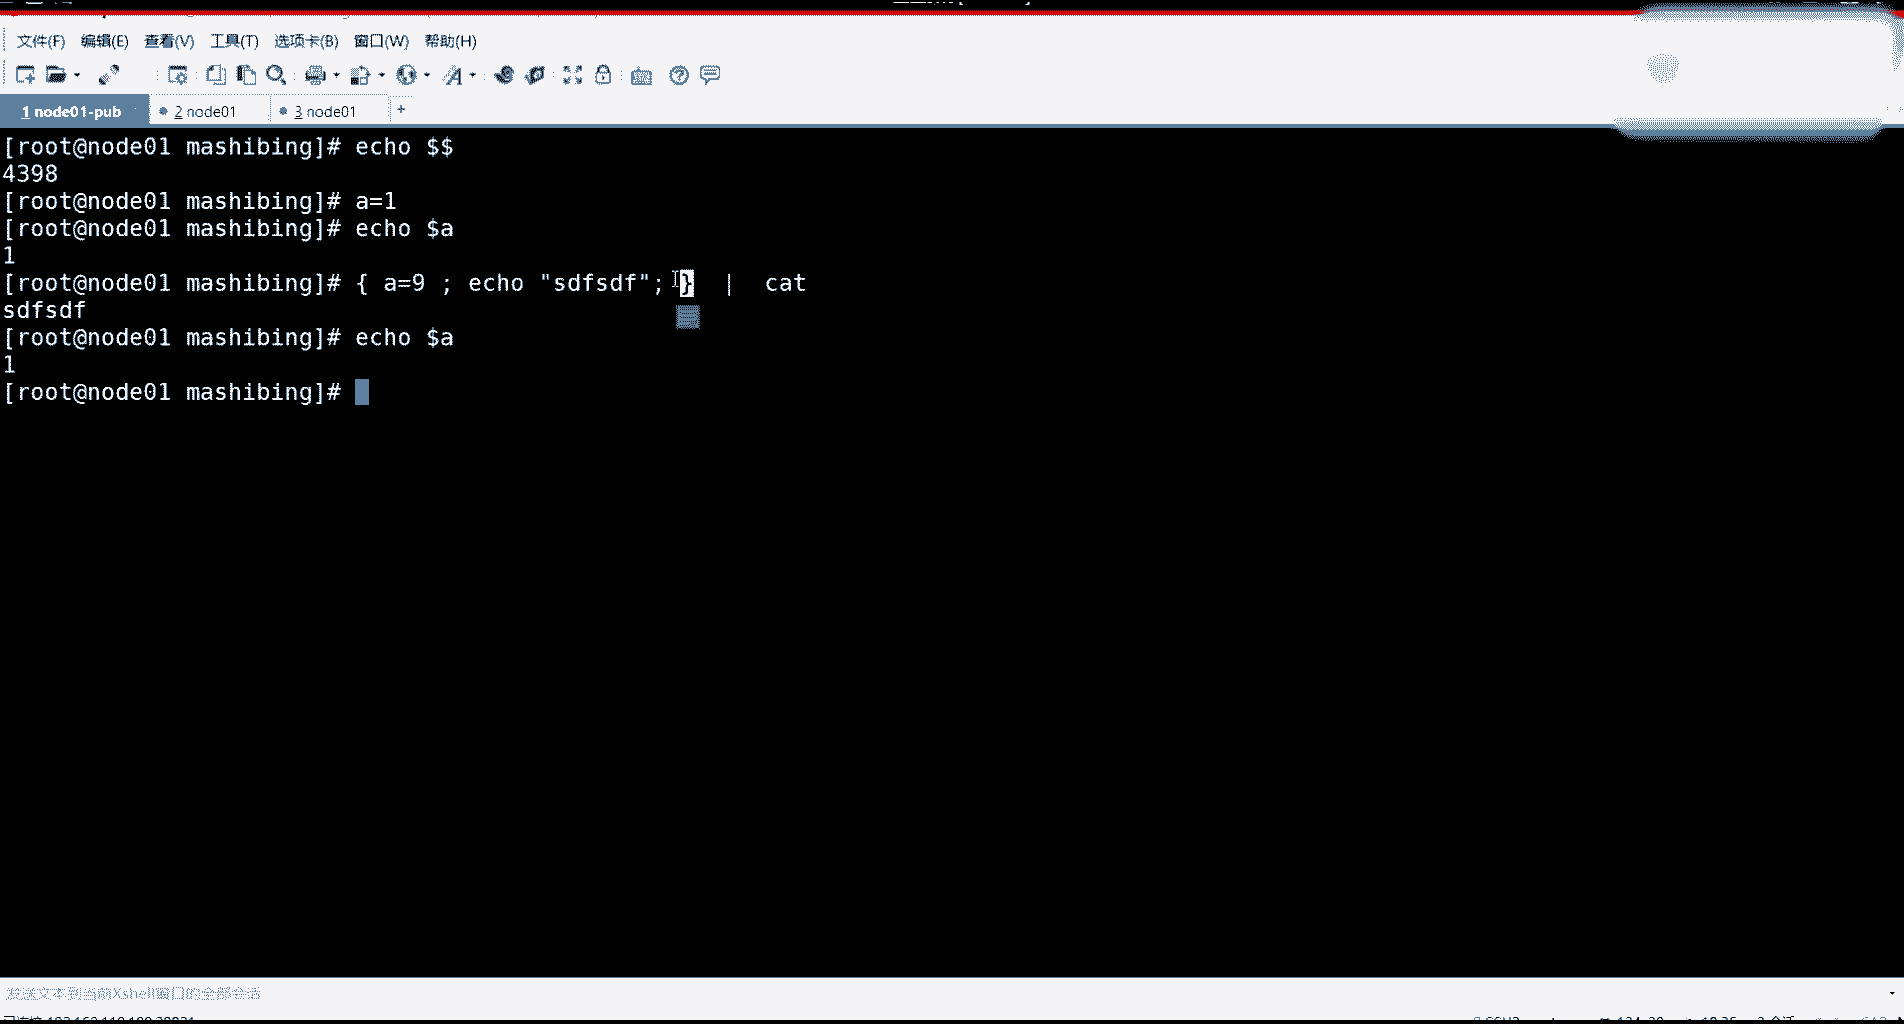 文件(F) 编辑(E) 查看(V) 工具(T) 选项卡(B) 窗口(W) 帮助(H)
1 node01-pub 2 node01 3 node01 +
[root@node01 mashibing]# echo $$
4398
[root@node01 mashibing]# a=1
[root@node01 mashibing]# echo $a
1
[root@node01 mashibing]# { a=9 ; echo "sdfsdf"; } | cat
sdfsdf
[root@node01 mashibing]# echo $a
1
[root@node01 mashibing]#
发送文本到当前Xshell窗口的全部会话